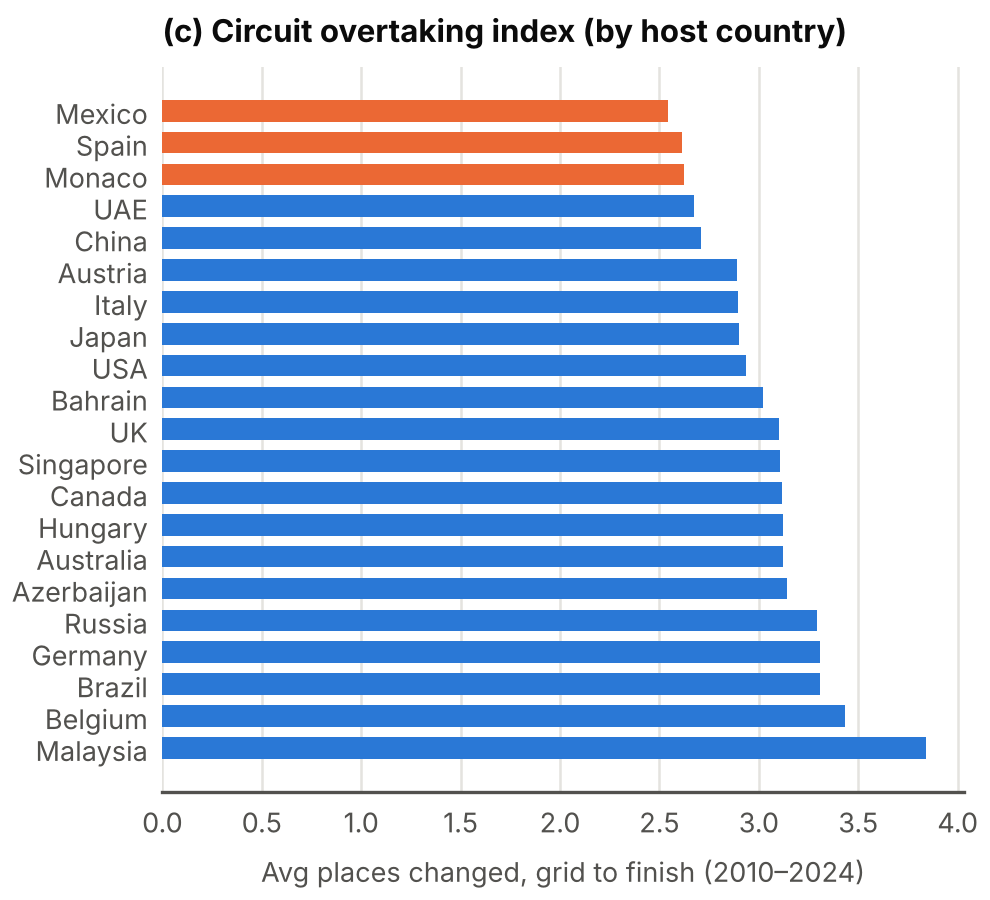 (c) Circuit overtaking index (by host country)
Mexico
Spain
Monaco
UAE
China
Austria
Italy
Japan
USA
Bahrain
UK
Singapore
Canada
Hungary
Australia
Azerbaijan
Russia
Germany
Brazil
Belgium
Malaysia
0.0 0.5 1.0 1.5 2.0 2.5 3.0 3.5 4.0
Avg places changed, grid to finish (2010–2024)